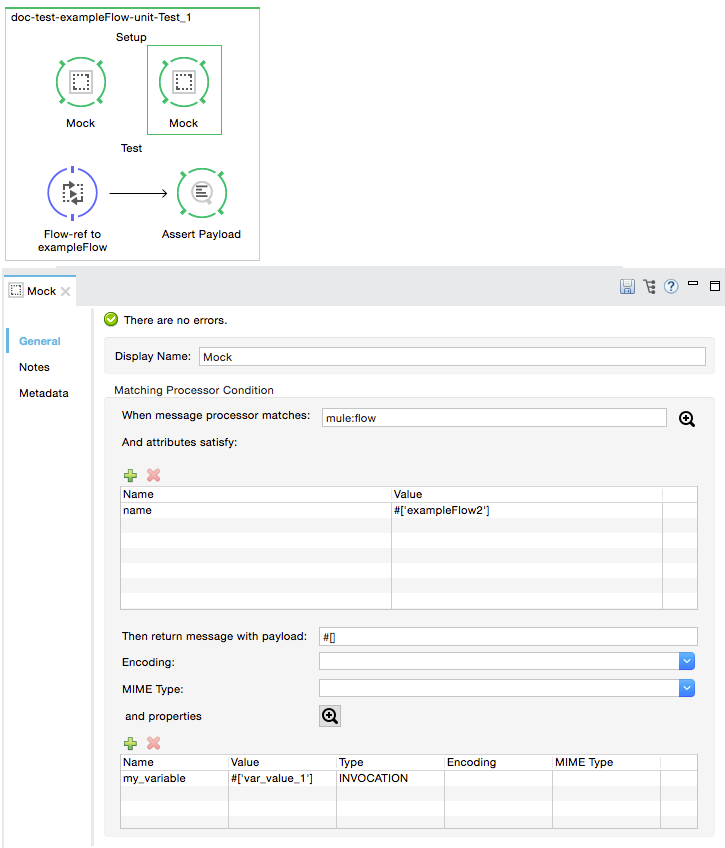 doc-test-exampleFlow-unit-Test_1
Setup
Mock Mock
Test
Flow-ref to exampleFlow
Assert Payload
Mock
There are no errors.
General
Notes
Metadata
Display Name: Mock
Matching Processor Condition
When message processor matches: mule:flow
And attributes satisfy:
Name Value
name #['exampleFlow2']
Then return message with payload: #[]
Encoding:
MIME Type:
and properties
Name Value Type Encoding MIME Type
my_variable #['var_value_1'] INVOCATION